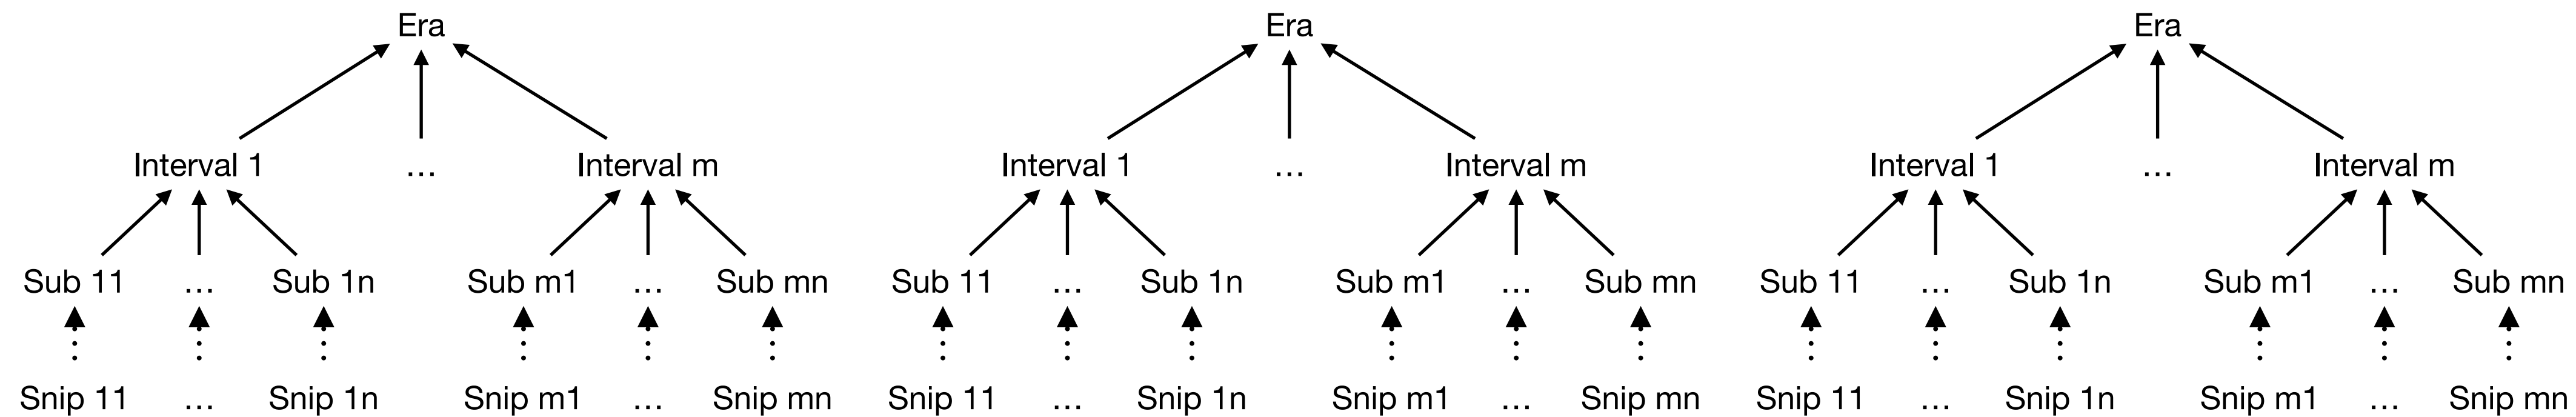 Era Era Era
Interval 1 ... Interval m Interval 1 ... Interval m Interval 1 ... Interval m
Sub 11 ... Sub 1n Sub m1 ... Sub mn Sub 11 ... Sub 1n Sub m1 ... Sub mn Sub 11 ... Sub 1n Sub m1 ... Sub mn
Snip 11 ... Snip 1n Snip m1 ... Snip mn Snip 11 ... Snip 1n Snip m1 ... Snip mn Snip 11 ... Snip 1n Snip m1 ... Snip mn